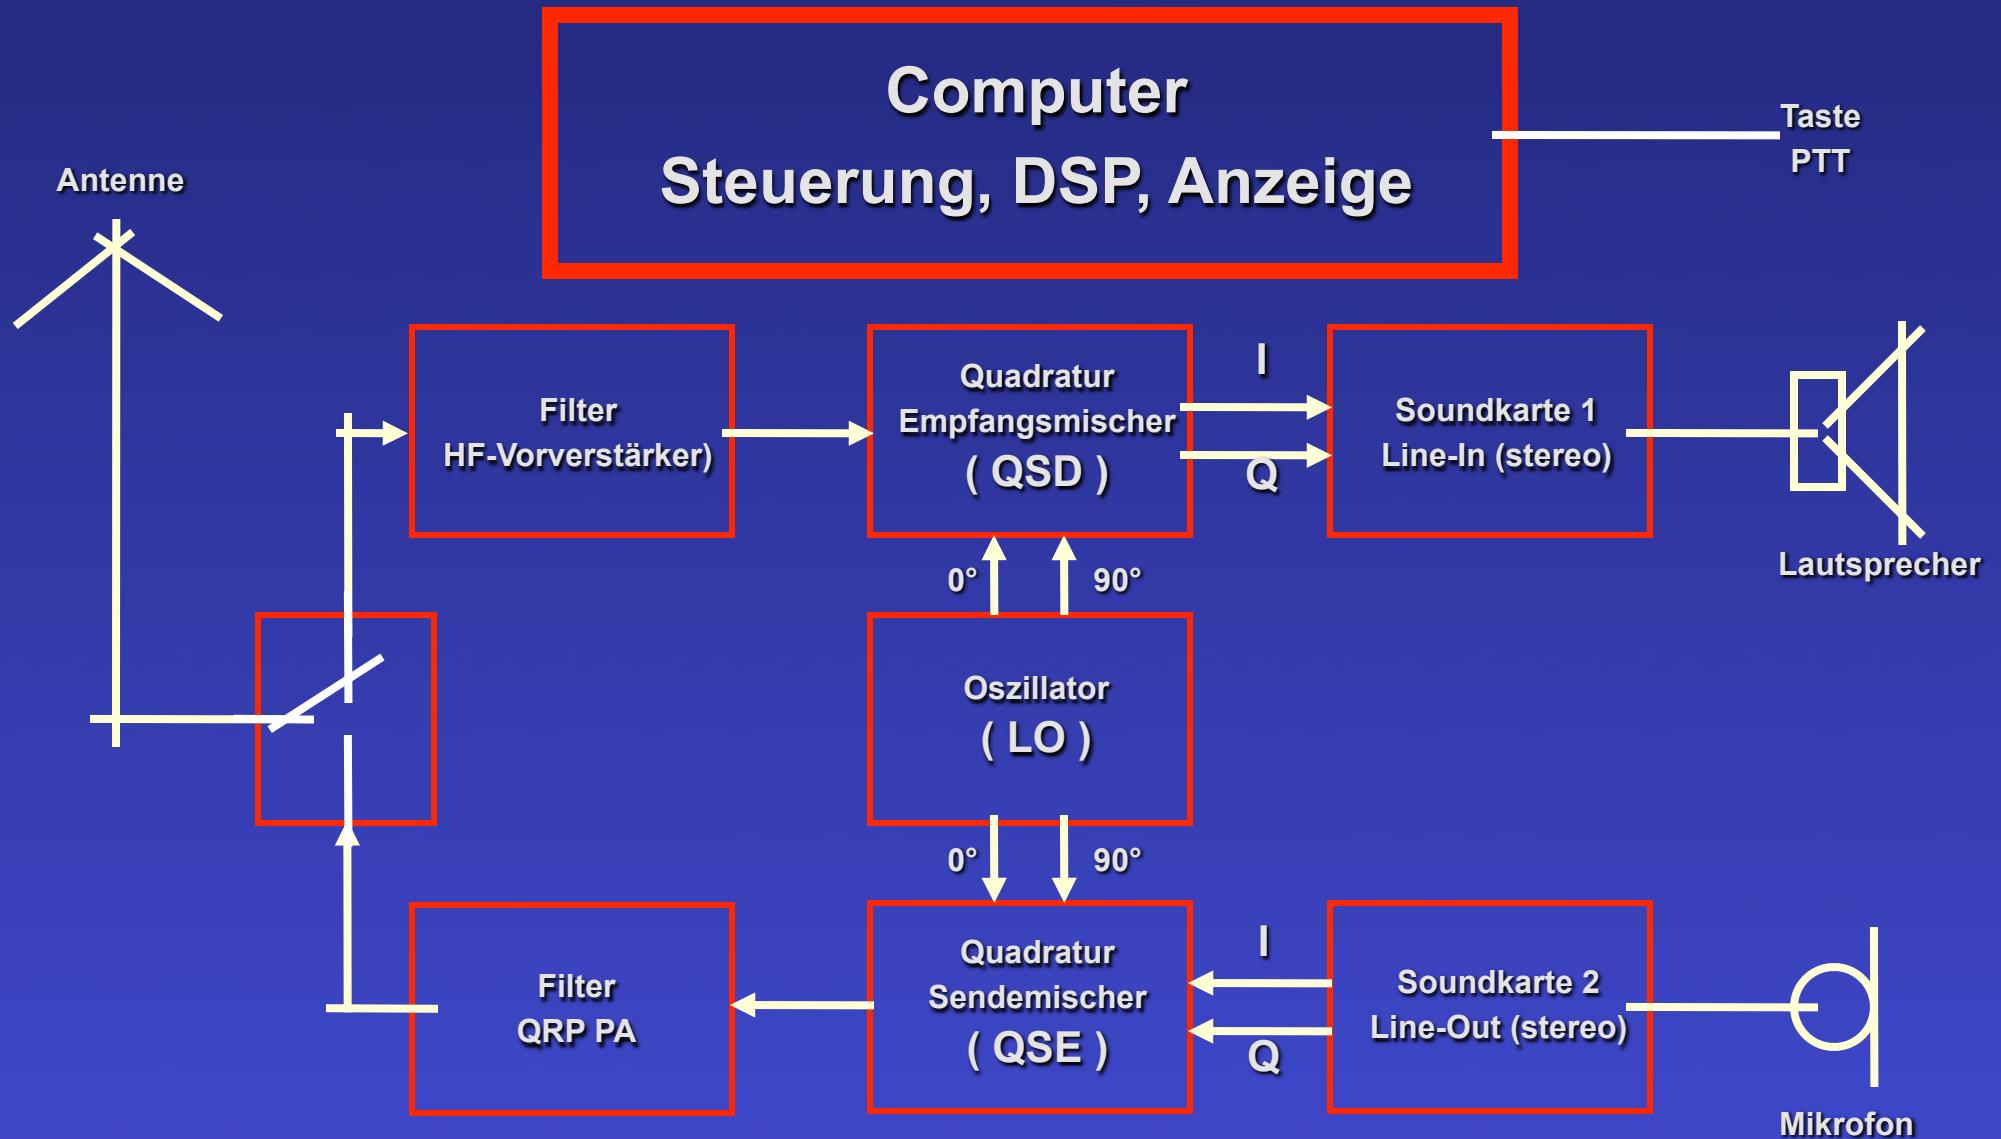 Computer
Steuerung, DSP, Anzeige
Taste
PTT
Antenne
Filter
HF-Vorverstärker)
Quadratur
Empfangsmischer
( QSD )
I
Q
Soundkarte 1
Line-In (stereo)
Lautsprecher
0°
90°
Oszillator
( LO )
0°
90°
Filter
QRP PA
Quadratur
Sendemischer
( QSE )
I
Q
Soundkarte 2
Line-Out (stereo)
Mikrofon